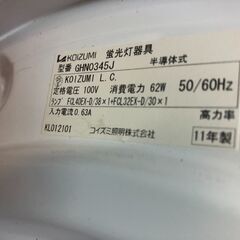 KOIZUMI 蛍光灯器具
型番 GHN0345J 半導体式
KOIZUMI L.C.
定格電圧 100V 消費電力 62W 50/60Hz
ランプ FCL40EX-D/38×1+FCL32EX-D/30×1
入力電流 0.63A 高力率
KL012101 コイズミ照明株式会社 11年製